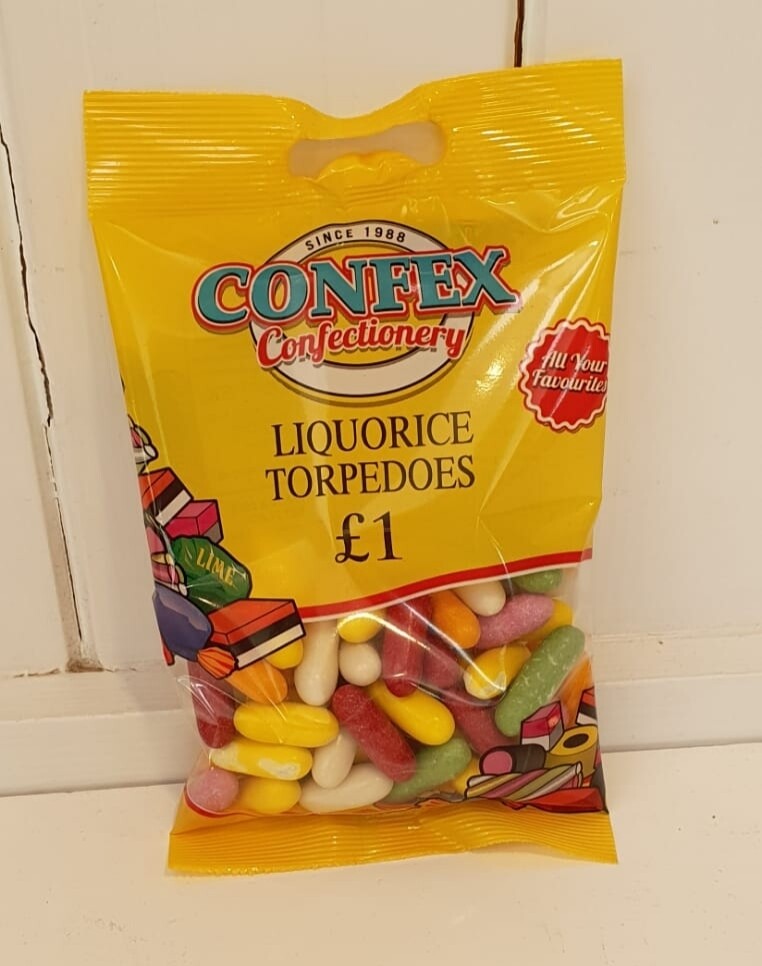 SINCE 1988
CONFEX
Confectionery
All Your
Favourites
LIQUORICE
TORPEDOES
£1
LIME